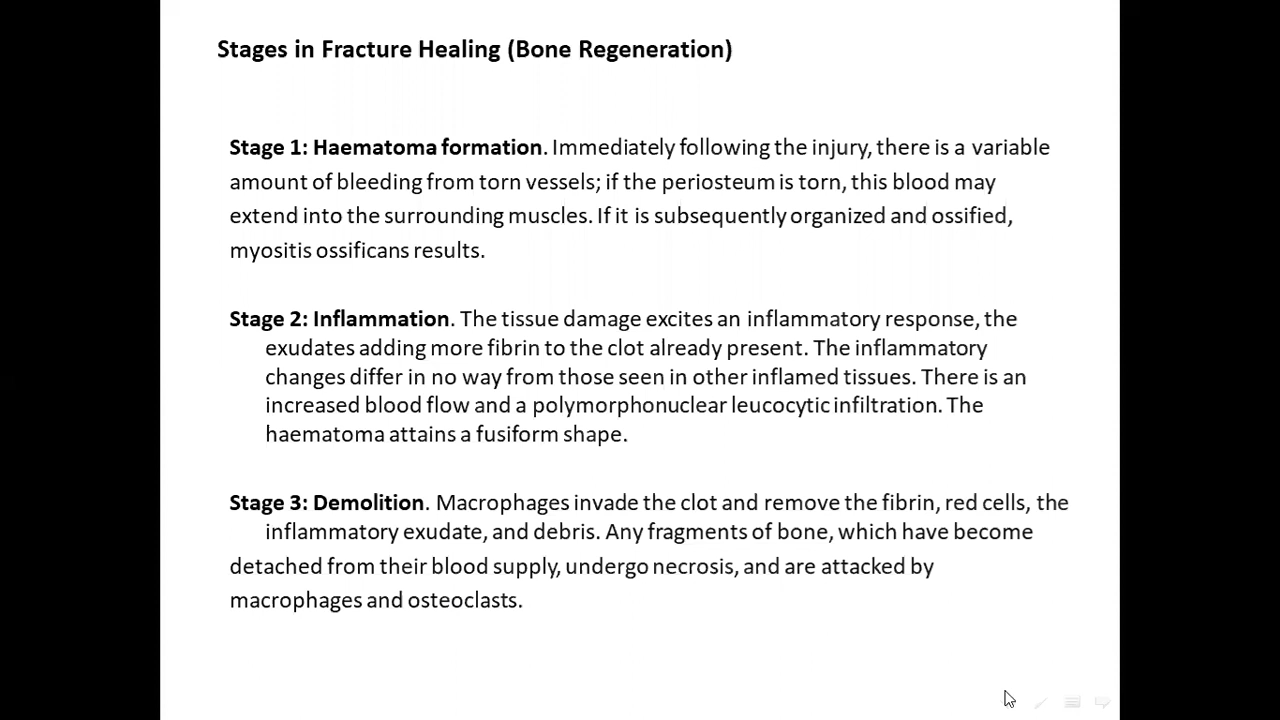 Stages in Fracture Healing (Bone Regeneration)
Stage 1: Haematoma formation. Immediately following the injury, there is a variable
amount of bleeding from torn vessels; if the periosteum is torn, this blood may
extend into the surrounding muscles. If it is subsequently organized and ossified,
myositis ossificans results.
Stage 2: Inflammation. The tissue damage excites an inflammatory response, the
exudates adding more fibrin to the clot already present. The inflammatory
changes differ in no way from those seen in other inflamed tissues. There is an
increased blood flow and a polymorphonuclear leucocytic infiltration. The
haematoma attains a fusiform shape.
Stage 3: Demolition. Macrophages invade the clot and remove the fibrin, red cells, the
inflammatory exudate, and debris. Any fragments of bone, which have become
detached from their blood supply, undergo necrosis, and are attacked by
macrophages and osteoclasts.